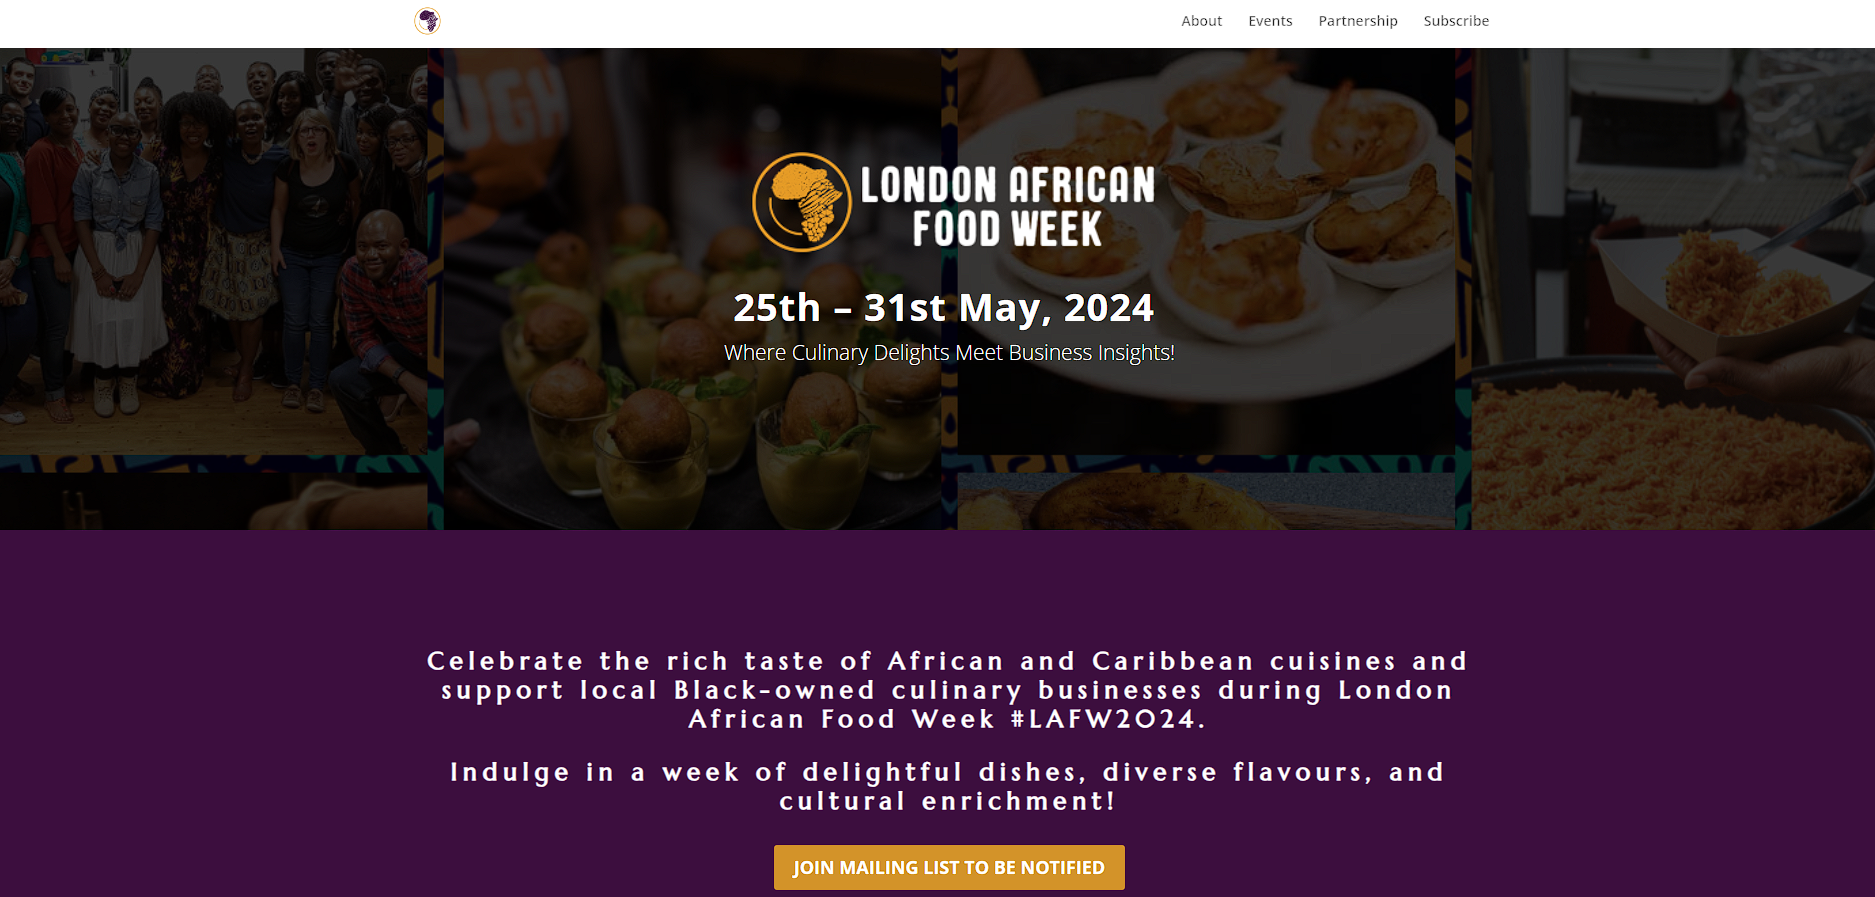 About Events Partnership Subscribe
UGH
LONDON AFRICAN
FOOD WEEK
25th – 31st May, 2024
Where Culinary Delights Meet Business Insights!
Celebrate the rich taste of African and Caribbean cuisines and
support local Black-owned culinary businesses during London
African Food Week #LAFW2024.
Indulge in a week of delightful dishes, diverse flavours, and
cultural enrichment!
JOIN MAILING LIST TO BE NOTIFIED